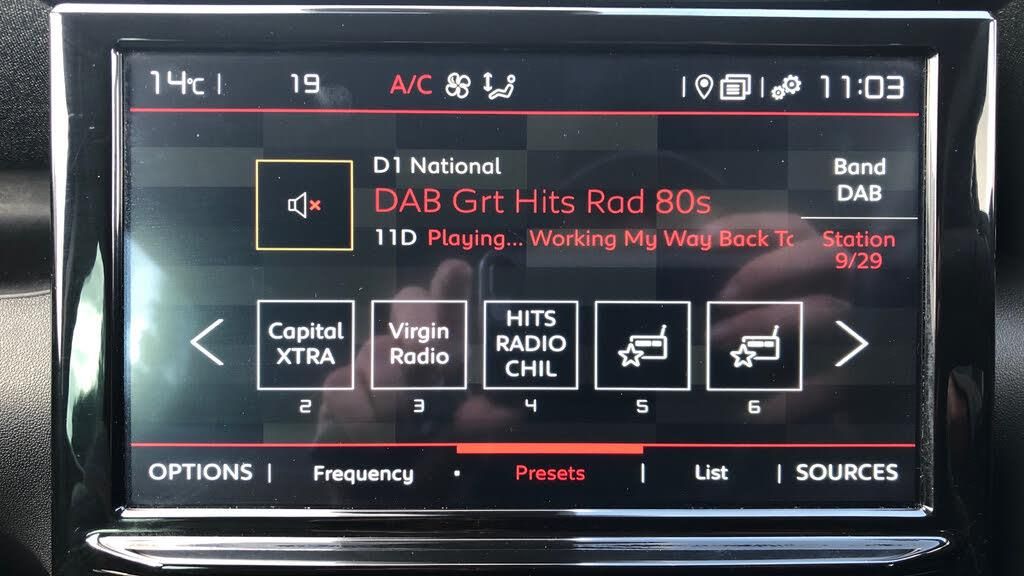 14°C | 19 A/C | | 11:03
D1 National
DAB Grt Hits Rad 80s
11D Playing... Working My Way Back To
Band
DAB
Station
9/29
Capital
XTRA
2
Virgin
Radio
3
HITS
RADIO
CHIL
4
5
6
OPTIONS | Frequency • Presets | List | SOURCES